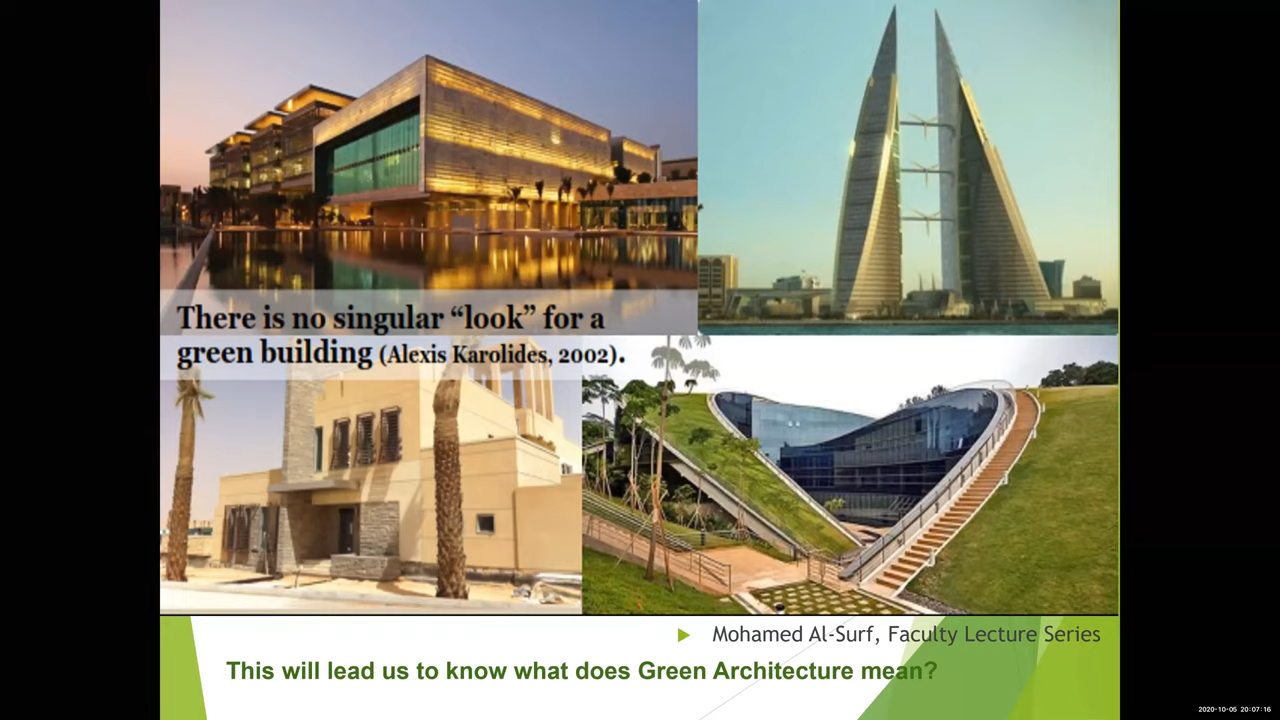 There is no singular “look” for a
green building (Alexis Karolides, 2002).
Mohamed Al-Surf, Faculty Lecture Series
This will lead us to know what does Green Architecture mean?
2020-10-05 20:07:16